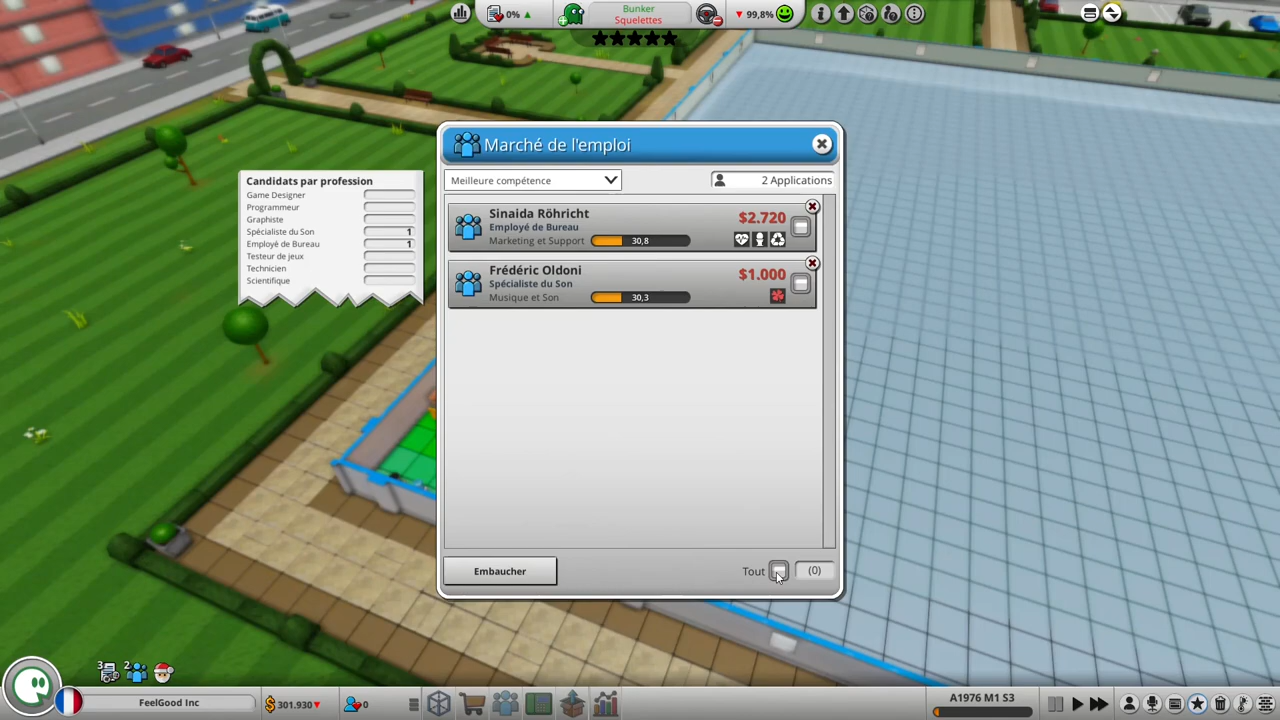 0%
Bunker
Squelettes
99,8%
Marché de l'emploi
Meilleure compétence
2 Applications
Candidats par profession
Game Designer
Programmeur
Graphiste
Spécialiste du Son 1
Employé de Bureau 1
Testeur de jeux
Technicien
Scientifique
Sinaida Röhricht
$2.720
Employé de Bureau
Marketing et Support 30,8
Frédéric Oldoni
$1.000
Spécialiste du Son
Musique et Son 30,3
Embaucher
Tout
(0)
3
2
FeelGood Inc
301.930
0
A1976 M1 S3